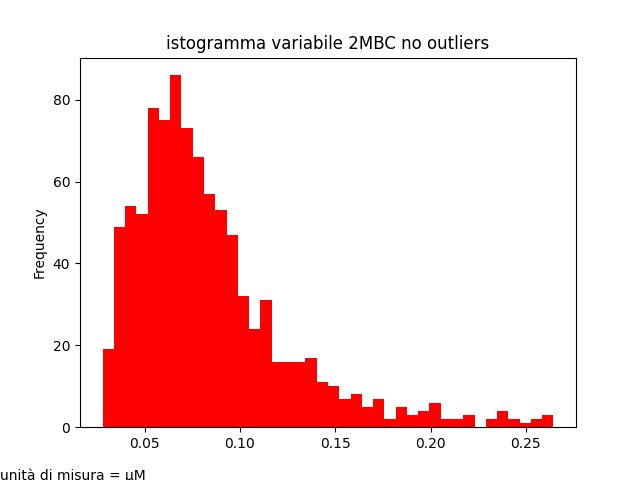 istogramma variabile 2MBC no outliers
80
60
40
20
0
Frequency
0.05 0.10 0.15 0.20 0.25
unità di misura = μM